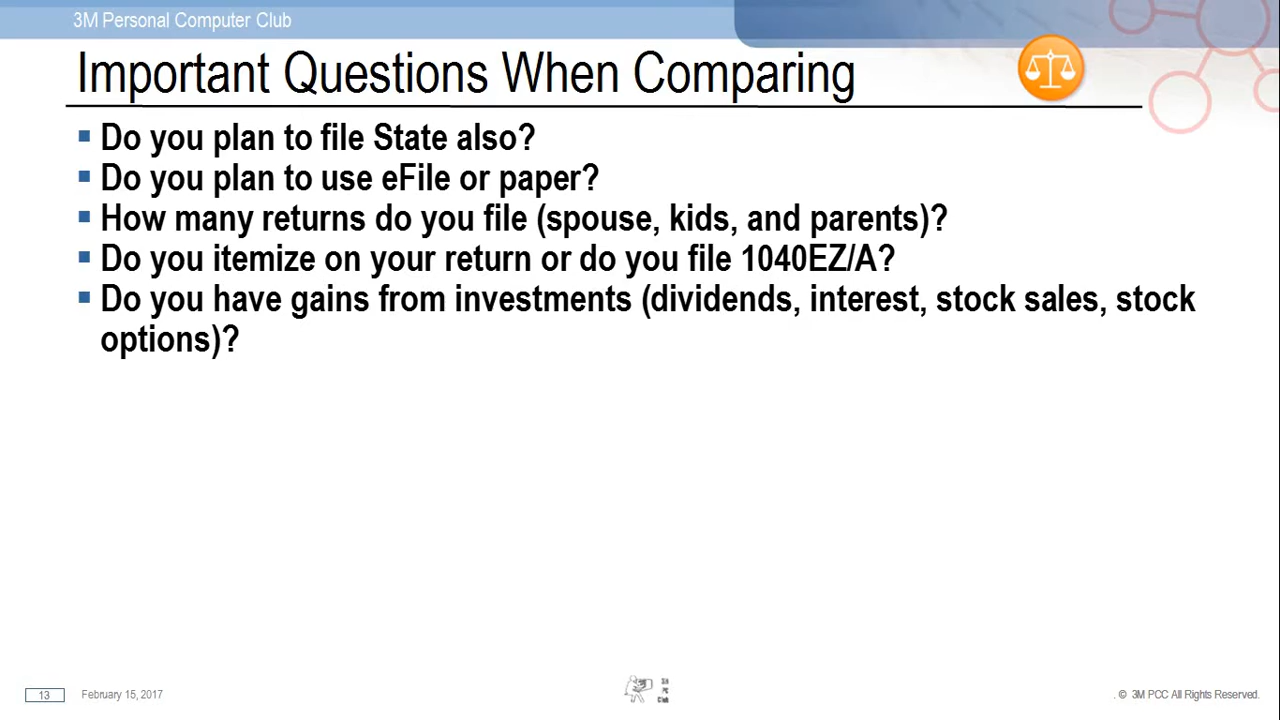 3M Personal Computer Club
Important Questions When Comparing
Do you plan to file State also?
Do you plan to use eFile or paper?
How many returns do you file (spouse, kids, and parents)?
Do you itemize on your return or do you file 1040EZ/A?
Do you have gains from investments (dividends, interest, stock sales, stock
options)?
13
February 15, 2017
PC
Club
. © 3M PCC All Rights Reserved.